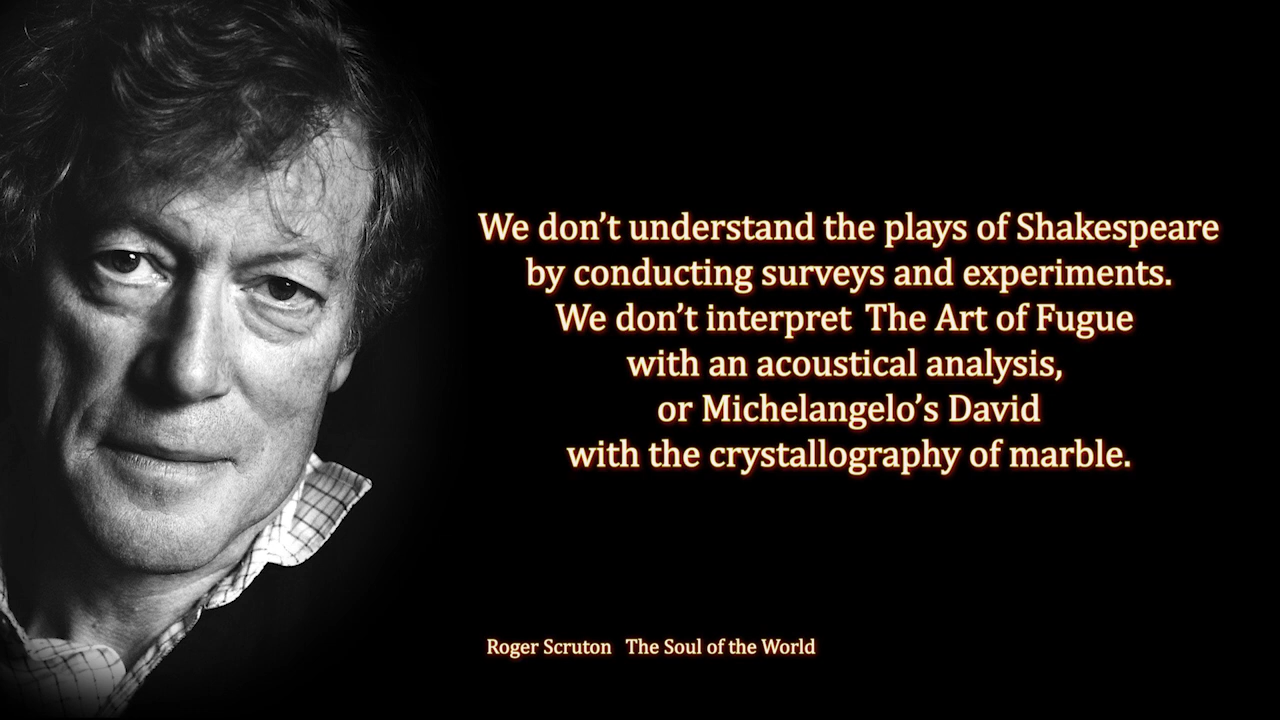 We don’t understand the plays of Shakespeare
by conducting surveys and experiments.
We don’t interpret The Art of Fugue
with an acoustical analysis,
or Michelangelo’s David
with the crystallography of marble.
Roger Scruton The Soul of the World